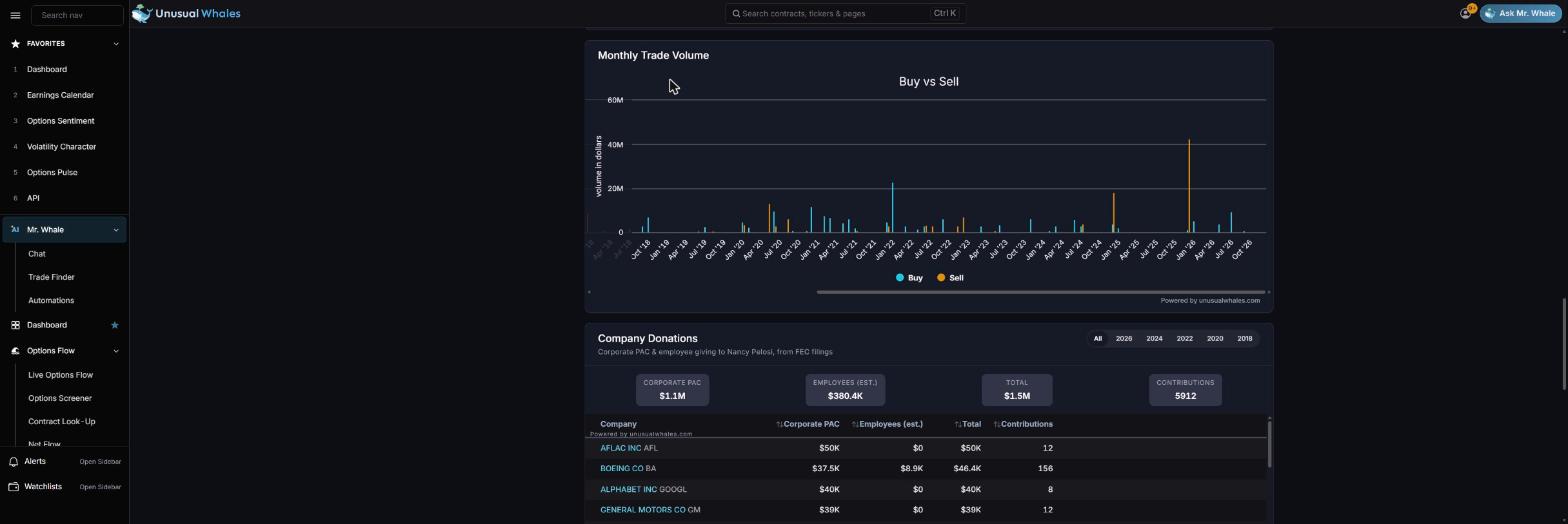 Search nav
Unusual Whales
Search contracts, tickers & pages
Ctrl K
9+
Ask Mr. Whale
FAVORITES
1 Dashboard
2 Earnings Calendar
3 Options Sentiment
4 Volatility Character
5 Options Pulse
6 API
AI Mr. Whale
Chat
Trade Finder
Automations
Dashboard
Options Flow
Live Options Flow
Options Screener
Contract Look-Up
Net Flow
Alerts Open Sidebar
Watchlists Open Sidebar
Monthly Trade Volume
Buy vs Sell
volume in dollars
60M
40M
20M
0
Apr '18 Jul '18 Oct '18 Jan '19 Apr '19 Jul '19 Oct '19 Jan '20 Apr '20 Jul '20 Oct '20 Jan '21 Apr '21 Jul '21 Oct '21 Jan '22 Apr '22 Jul '22 Oct '22 Jan '23 Apr '23 Jul '23 Oct '23 Jan '24 Apr '24 Jul '24 Oct '24 Jan '25 Apr '25 Jul '25 Oct '25 Jan '26 Apr '26 Jul '26 Oct '26
Buy Sell
Powered by unusualwhales.com
Company Donations
Corporate PAC & employee giving to Nancy Pelosi, from FEC filings
All 2026 2024 2022 2020 2018
CORPORATE PAC
$1.1M
EMPLOYEES (EST.)
$380.4K
TOTAL
$1.5M
CONTRIBUTIONS
5912
Company Corporate PAC Employees (est.) Total Contributions
Powered by unusualwhales.com
AFLAC INC AFL $50K $0 $50K 12
BOEING CO BA $37.5K $8.9K $46.4K 156
ALPHABET INC GOOGL $40K $0 $40K 8
GENERAL MOTORS CO GM $39K $0 $39K 12